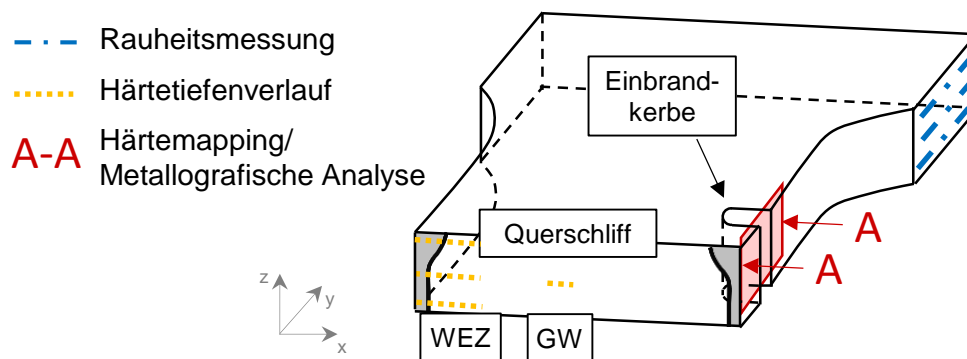 Rauheitsmessung
Härtetiefenverlauf
A-A Härtemapping/
Metallografische Analyse
Einbrand-
kerbe
Querschliff
A
A
z
y
x
WEZ
GW